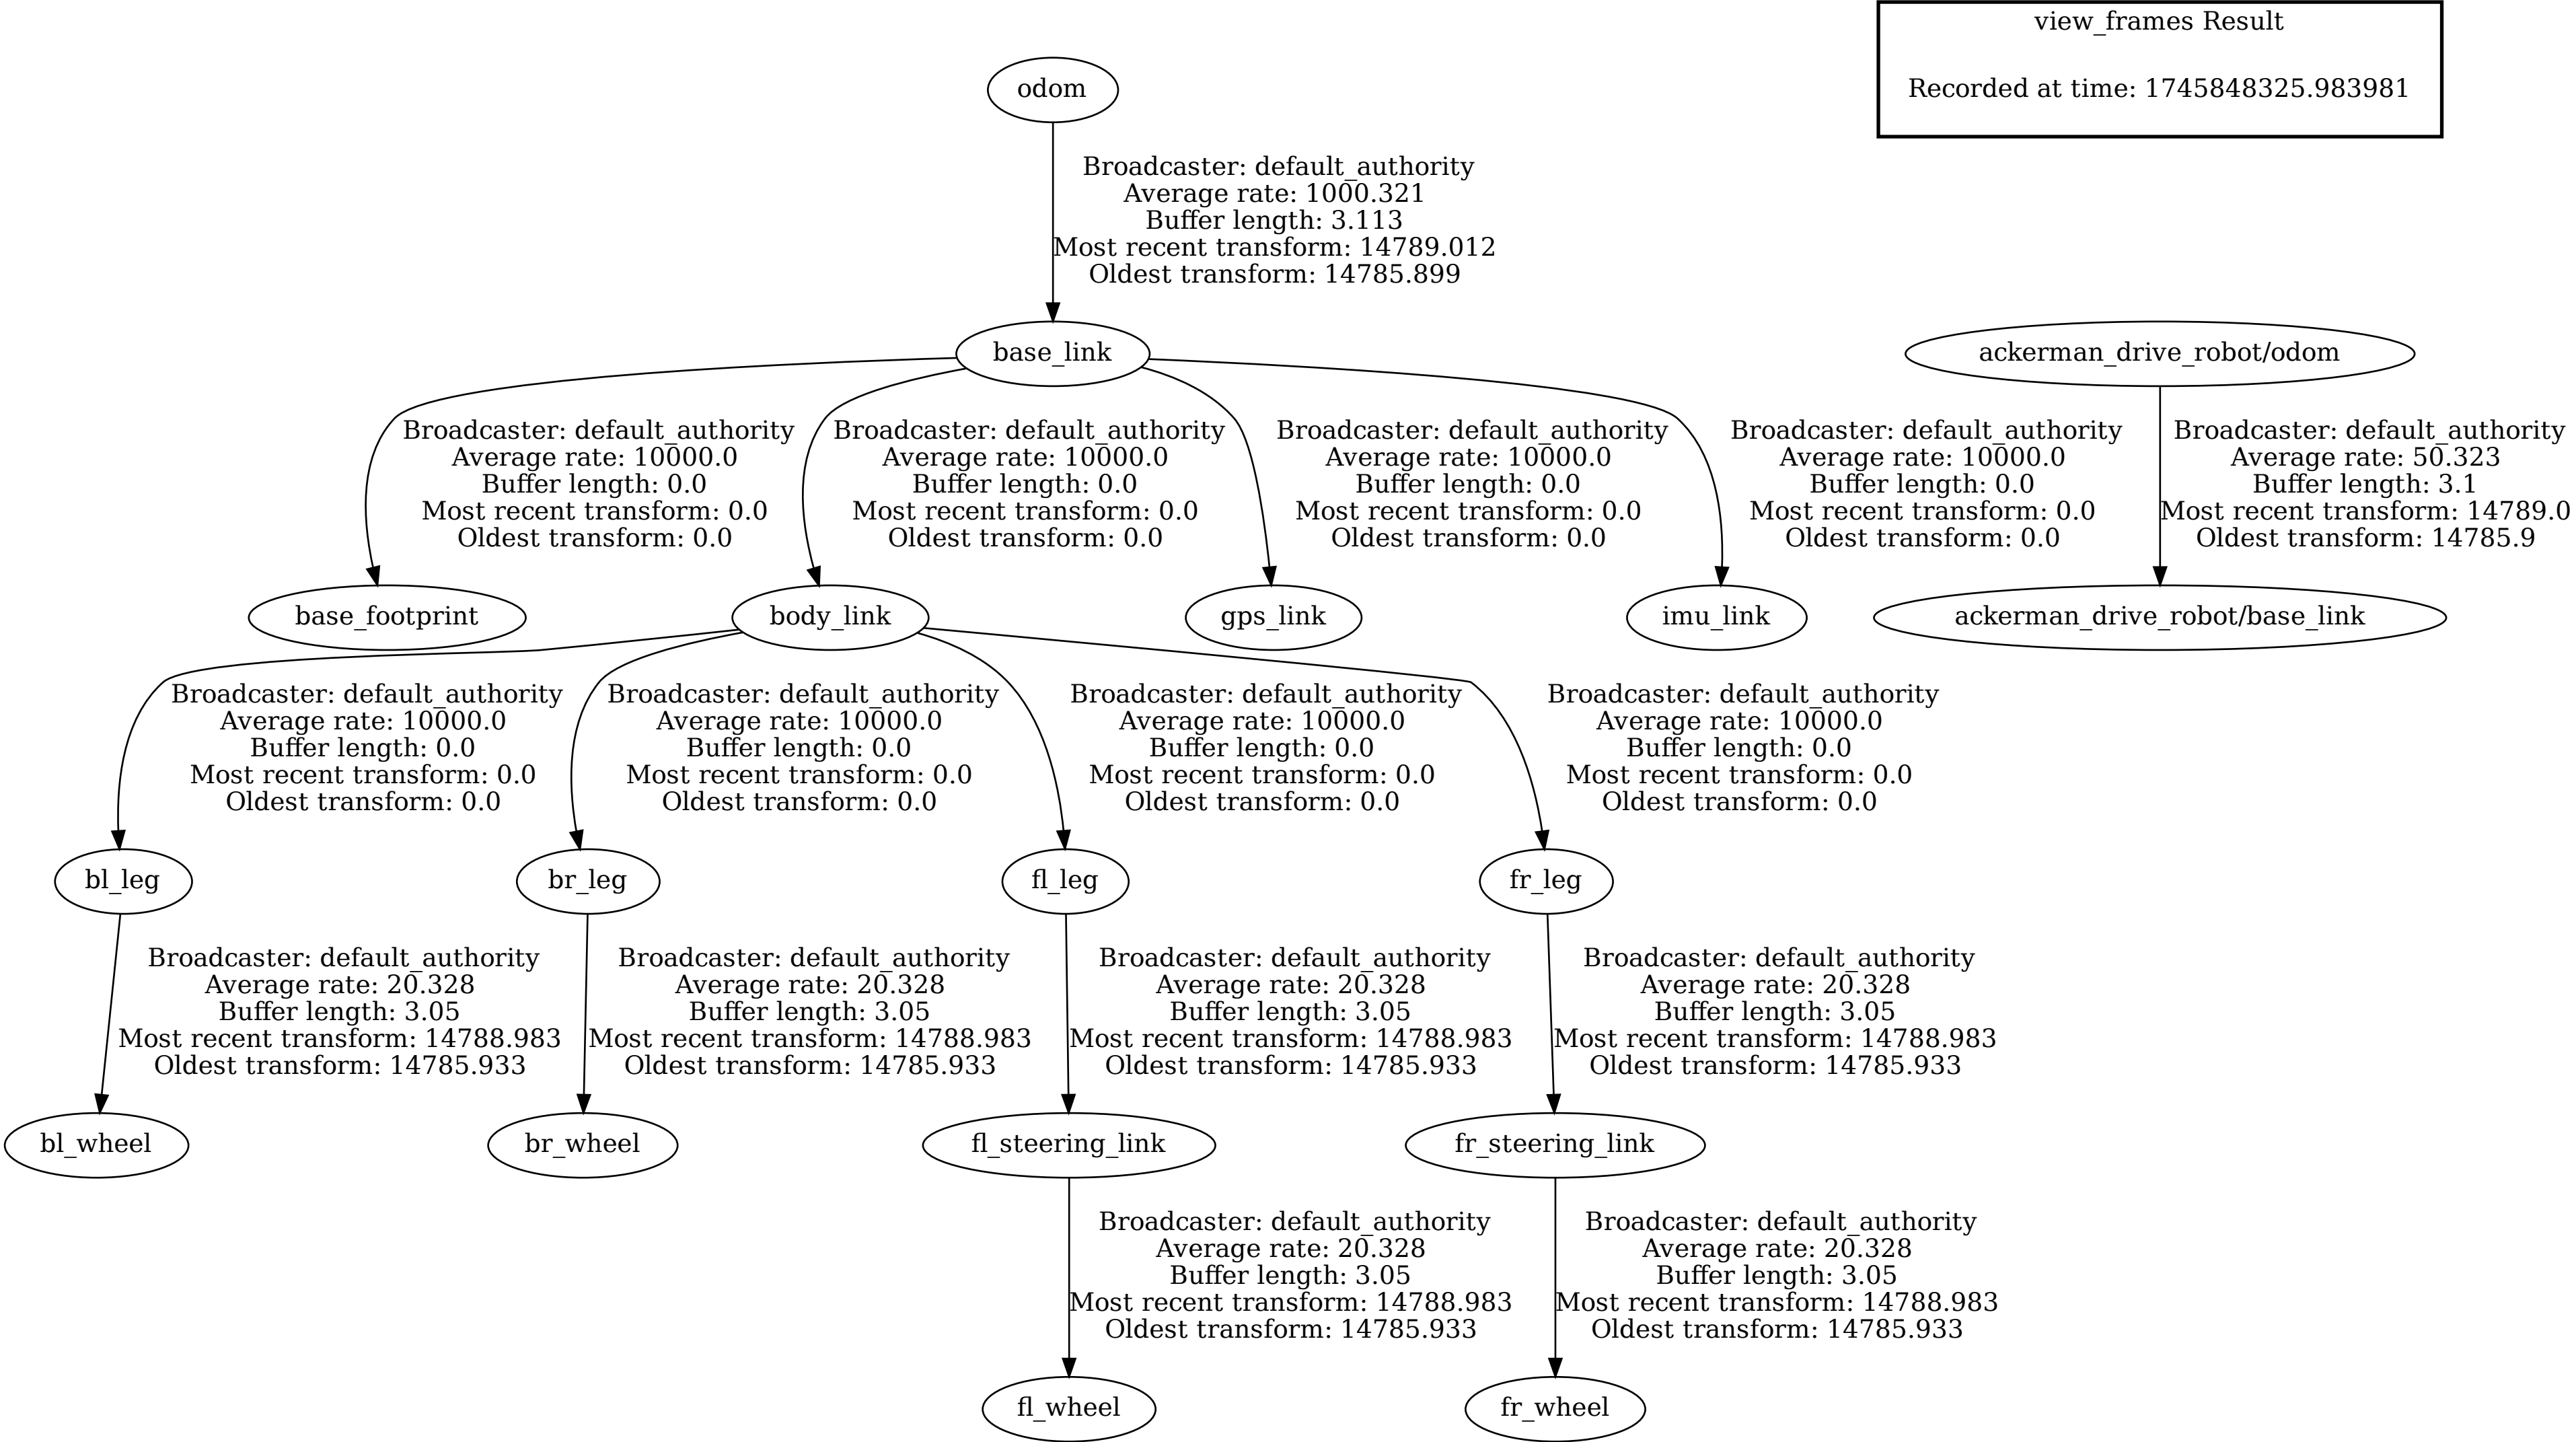 view_frames Result
Recorded at time: 1745848325.983981
odom
Broadcaster: default_authority
Average rate: 1000.321
Buffer length: 3.113
Most recent transform: 14789.012
Oldest transform: 14785.899
base_link
ackerman_drive_robot/odom
Broadcaster: default_authority
Average rate: 10000.0
Buffer length: 0.0
Most recent transform: 0.0
Oldest transform: 0.0
Broadcaster: default_authority
Average rate: 10000.0
Buffer length: 0.0
Most recent transform: 0.0
Oldest transform: 0.0
Broadcaster: default_authority
Average rate: 10000.0
Buffer length: 0.0
Most recent transform: 0.0
Oldest transform: 0.0
Broadcaster: default_authority
Average rate: 10000.0
Buffer length: 0.0
Most recent transform: 0.0
Oldest transform: 0.0
Broadcaster: default_authority
Average rate: 50.323
Buffer length: 3.1
Most recent transform: 14789.0
Oldest transform: 14785.9
base_footprint
body_link
gps_link
imu_link
ackerman_drive_robot/base_link
Broadcaster: default_authority
Average rate: 10000.0
Buffer length: 0.0
Most recent transform: 0.0
Oldest transform: 0.0
Broadcaster: default_authority
Average rate: 10000.0
Buffer length: 0.0
Most recent transform: 0.0
Oldest transform: 0.0
Broadcaster: default_authority
Average rate: 10000.0
Buffer length: 0.0
Most recent transform: 0.0
Oldest transform: 0.0
Broadcaster: default_authority
Average rate: 10000.0
Buffer length: 0.0
Most recent transform: 0.0
Oldest transform: 0.0
bl_leg
br_leg
fl_leg
fr_leg
Broadcaster: default_authority
Average rate: 20.328
Buffer length: 3.05
Most recent transform: 14788.983
Oldest transform: 14785.933
Broadcaster: default_authority
Average rate: 20.328
Buffer length: 3.05
Most recent transform: 14788.983
Oldest transform: 14785.933
Broadcaster: default_authority
Average rate: 20.328
Buffer length: 3.05
Most recent transform: 14788.983
Oldest transform: 14785.933
Broadcaster: default_authority
Average rate: 20.328
Buffer length: 3.05
Most recent transform: 14788.983
Oldest transform: 14785.933
bl_wheel
br_wheel
fl_steering_link
fr_steering_link
Broadcaster: default_authority
Average rate: 20.328
Buffer length: 3.05
Most recent transform: 14788.983
Oldest transform: 14785.933
Broadcaster: default_authority
Average rate: 20.328
Buffer length: 3.05
Most recent transform: 14788.983
Oldest transform: 14785.933
fl_wheel
fr_wheel